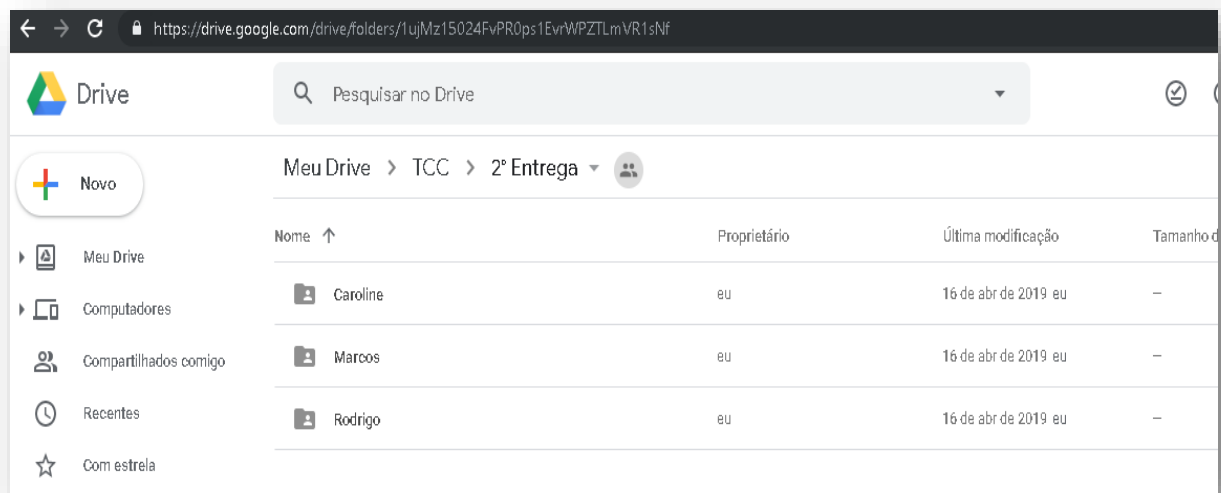 https://drive.google.com/drive/folders/1ujMz15024FvPR0ps1EvrWPZTLmVR1sNf
Drive
Pesquisar no Drive
Novo
Meu Drive > TCC > 2° Entrega
Nome Proprietário Última modificação Tamanho d
Meu Drive
Caroline eu 16 de abr de 2019 eu —
Computadores
Marcos eu 16 de abr de 2019 eu —
Compartilhados comigo
Recentes
Rodrigo eu 16 de abr de 2019 eu —
Com estrela